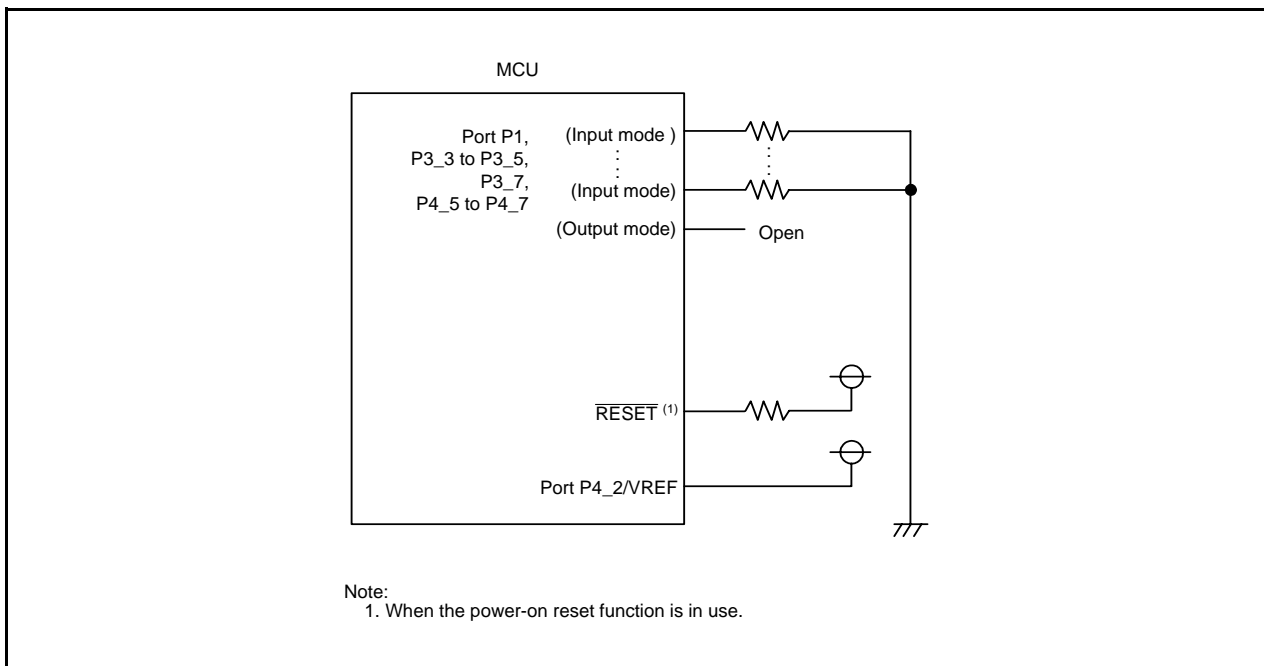 MCU
Port P1,
P3_3 to P3_5,
P3_7,
P4_5 to P4_7
(Input mode )
(Input mode)
(Output mode)
Open
RESET (1)
Port P4_2/VREF
Note:
1. When the power-on reset function is in use.